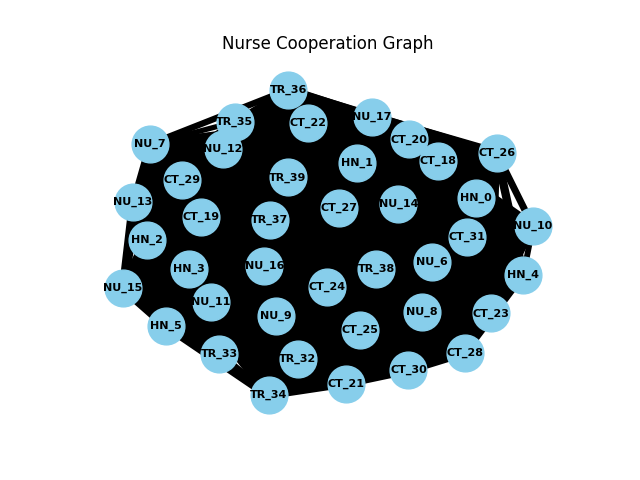 Nurse Cooperation Graph
TR_36
TR_35
CT_22
NU_17
NU_7
NU_12
CT_20
CT_26
CT_18
HN_1
CT_29
TR_39
NU_13
CT_19
TR_37
CT_27
NU_14
HN_0
NU_10
HN_2
CT_31
HN_3
NU_16
TR_38
NU_6
HN_4
NU_15
NU_11
CT_24
HN_5
NU_9
CT_25
NU_8
CT_23
TR_33
TR_32
CT_28
TR_34
CT_21
CT_30